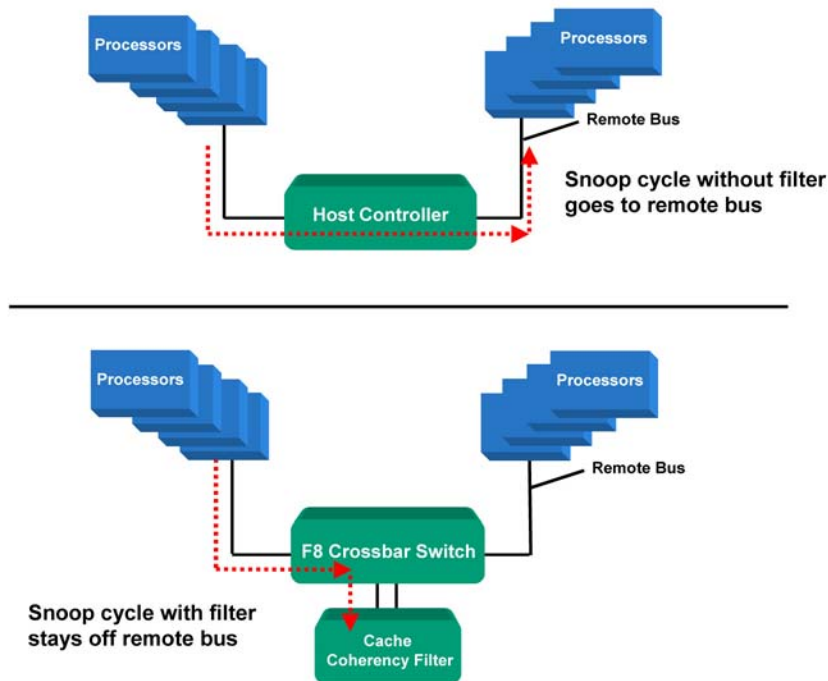 Processors
Processors
Remote Bus
Host Controller
Snoop cycle without filter
goes to remote bus
Processors
Processors
Remote Bus
F8 Crossbar Switch
Snoop cycle with filter
stays off remote bus
Cache
Coherency Filter